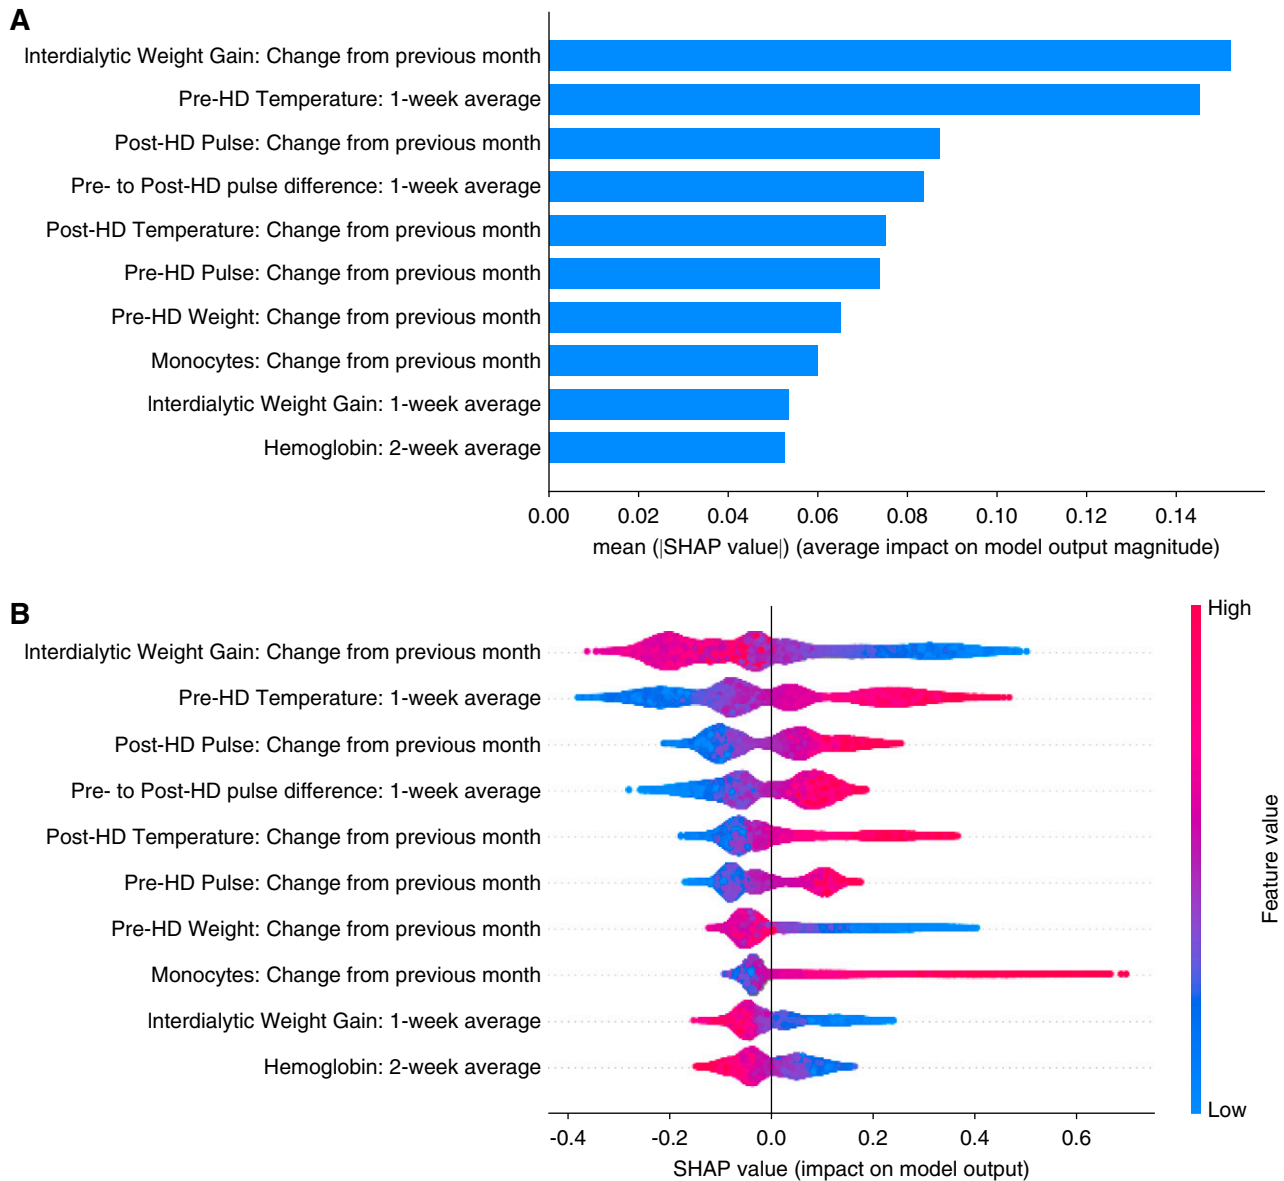 A
Interdialytic Weight Gain: Change from previous month
Pre-HD Temperature: 1-week average
Post-HD Pulse: Change from previous month
Pre- to Post-HD pulse difference: 1-week average
Post-HD Temperature: Change from previous month
Pre-HD Pulse: Change from previous month
Pre-HD Weight: Change from previous month
Monocytes: Change from previous month
Interdialytic Weight Gain: 1-week average
Hemoglobin: 2-week average
0.00 0.02 0.04 0.06 0.08 0.10 0.12 0.14
mean (|SHAP value|) (average impact on model output magnitude)
B
High
Interdialytic Weight Gain: Change from previous month
Pre-HD Temperature: 1-week average
Post-HD Pulse: Change from previous month
Pre- to Post-HD pulse difference: 1-week average
Post-HD Temperature: Change from previous month
Pre-HD Pulse: Change from previous month
Pre-HD Weight: Change from previous month
Monocytes: Change from previous month
Interdialytic Weight Gain: 1-week average
Hemoglobin: 2-week average
Feature value
Low
-0.4 -0.2 0.0 0.2 0.4 0.6
SHAP value (impact on model output)